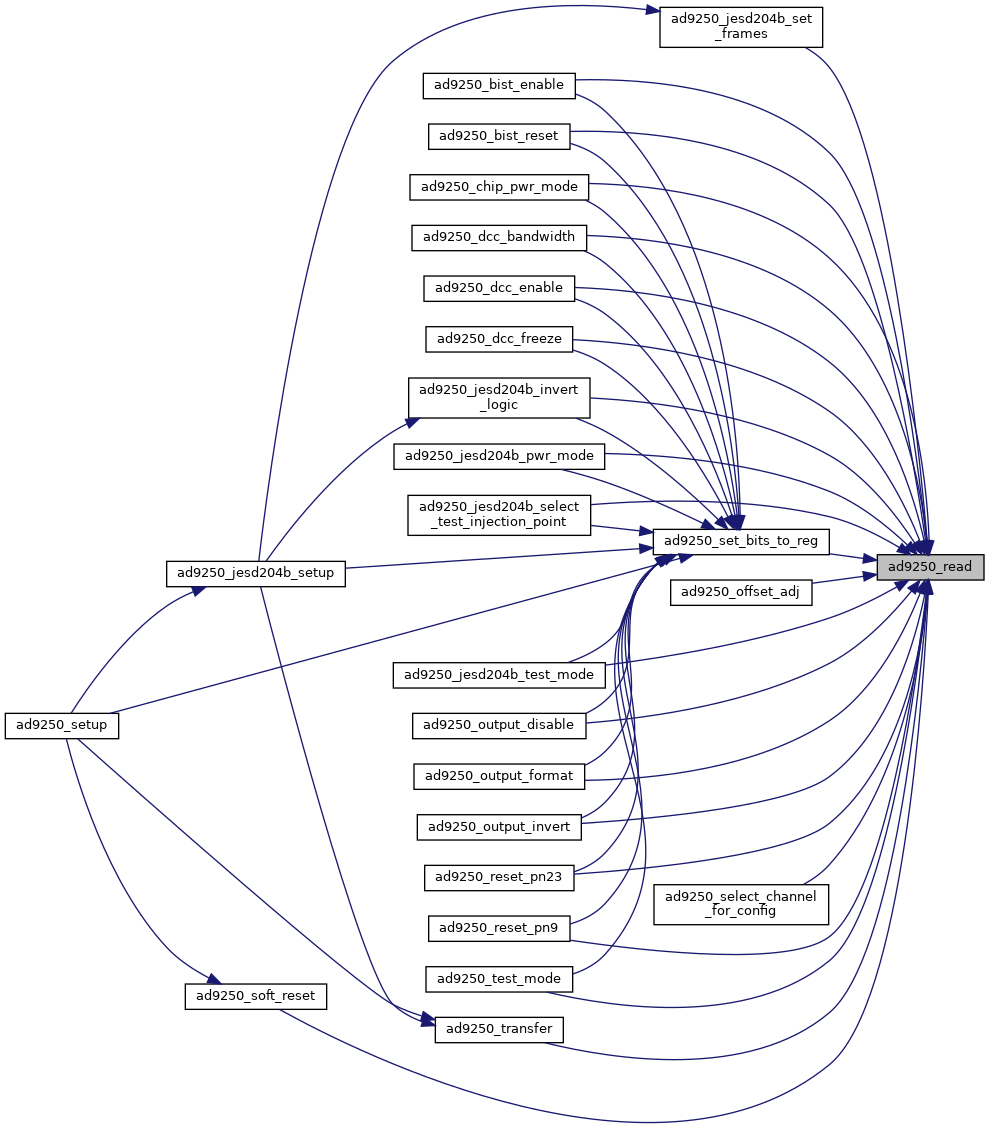 ad9250_jesd204b_set
_frames
ad9250_bist_enable
ad9250_bist_reset
ad9250_chip_pwr_mode
ad9250_dcc_bandwidth
ad9250_dcc_enable
ad9250_dcc_freeze
ad9250_jesd204b_invert
_logic
ad9250_jesd204b_pwr_mode
ad9250_jesd204b_select
_test_injection_point
ad9250_set_bits_to_reg
ad9250_read
ad9250_jesd204b_setup
ad9250_offset_adj
ad9250_jesd204b_test_mode
ad9250_setup
ad9250_output_disable
ad9250_output_format
ad9250_output_invert
ad9250_reset_pn23
ad9250_select_channel
_for_config
ad9250_reset_pn9
ad9250_test_mode
ad9250_soft_reset
ad9250_transfer